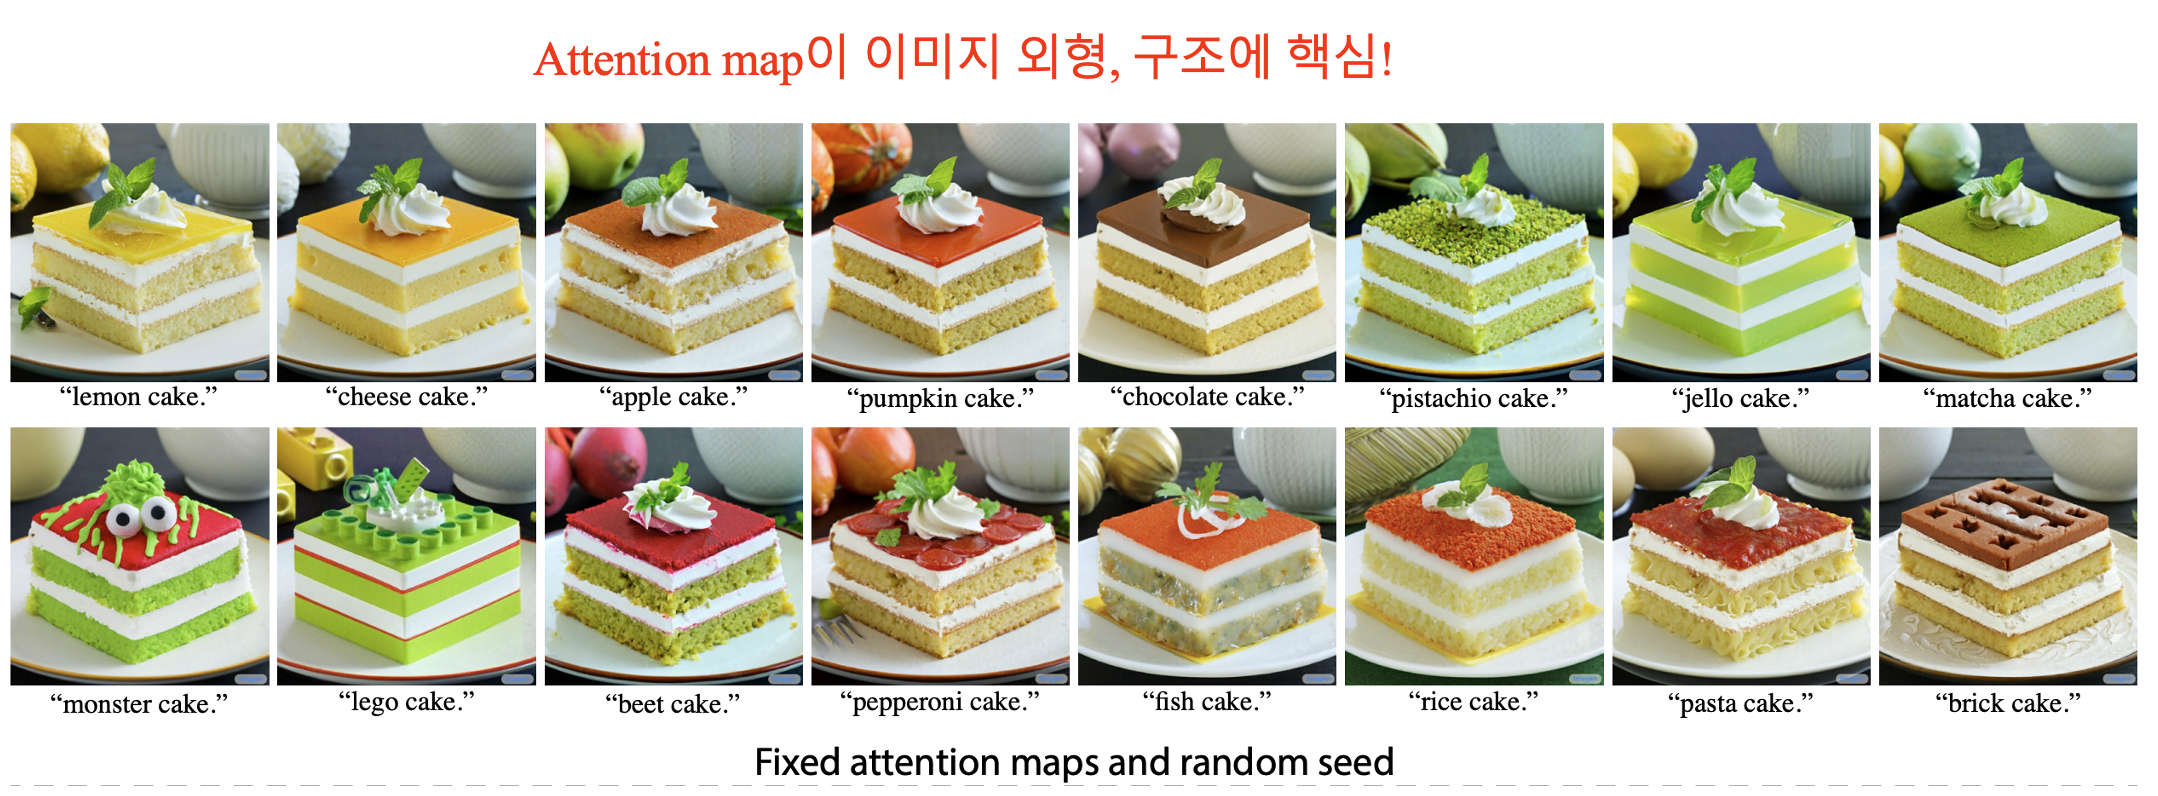 Attention map이 이미지 외형, 구조에 핵심!
“lemon cake.” “cheese cake.” “apple cake.” “pumpkin cake.” “chocolate cake.” “pistachio cake.” “jello cake.” “matcha cake.”
“monster cake.” “lego cake.” “beet cake.” “pepperoni cake.” “fish cake.” “rice cake.” “pasta cake.” “brick cake.”
Fixed attention maps and random seed